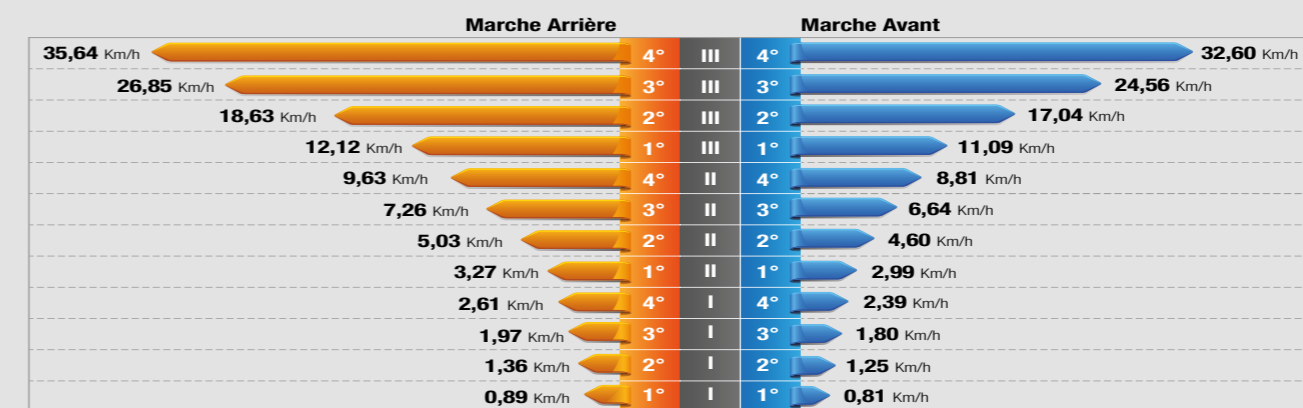 Marche Arrière Marche Avant
35,64 Km/h 4° III 4° 32,60 Km/h
26,85 Km/h 3° III 3° 24,56 Km/h
18,63 Km/h 2° III 2° 17,04 Km/h
12,12 Km/h 1° III 1° 11,09 Km/h
9,63 Km/h 4° II 4° 8,81 Km/h
7,26 Km/h 3° II 3° 6,64 Km/h
5,03 Km/h 2° II 2° 4,60 Km/h
3,27 Km/h 1° II 1° 2,99 Km/h
2,61 Km/h 4° I 4° 2,39 Km/h
1,97 Km/h 3° I 3° 1,80 Km/h
1,36 Km/h 2° I 2° 1,25 Km/h
0,89 Km/h 1° I 1° 0,81 Km/h